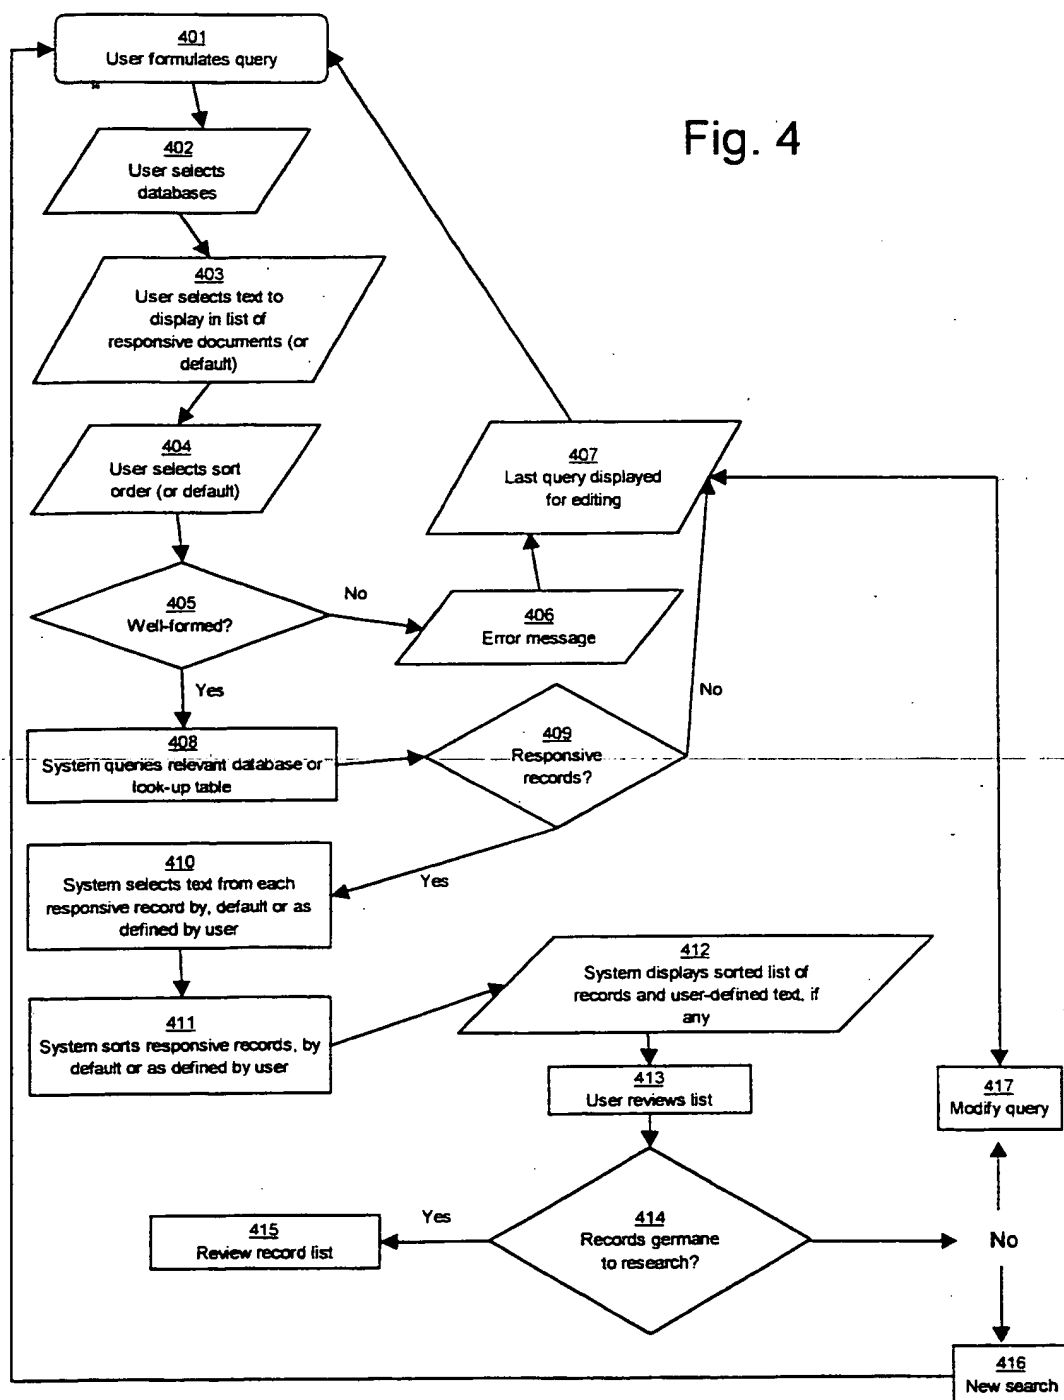 Fig. 4
401
User formulates query
402
User selects
databases
403
User selects text to
display in list of
responsive documents (or
default)
404
User selects sort
order (or default)
407
Last query displayed
for editing
405
Well-formed?
No
406
Error message
Yes
No
408
System queries relevant database or
look-up table
409
Responsive
records?
Yes
410
System selects text from each
responsive record by, default or as
defined by user
411
System sorts responsive records, by
default or as defined by user
412
System displays sorted list of
records and user-defined text, if
any
413
User reviews list
417
Modify query
414
Records germane
to research?
Yes
415
Review record list
No
416
New search